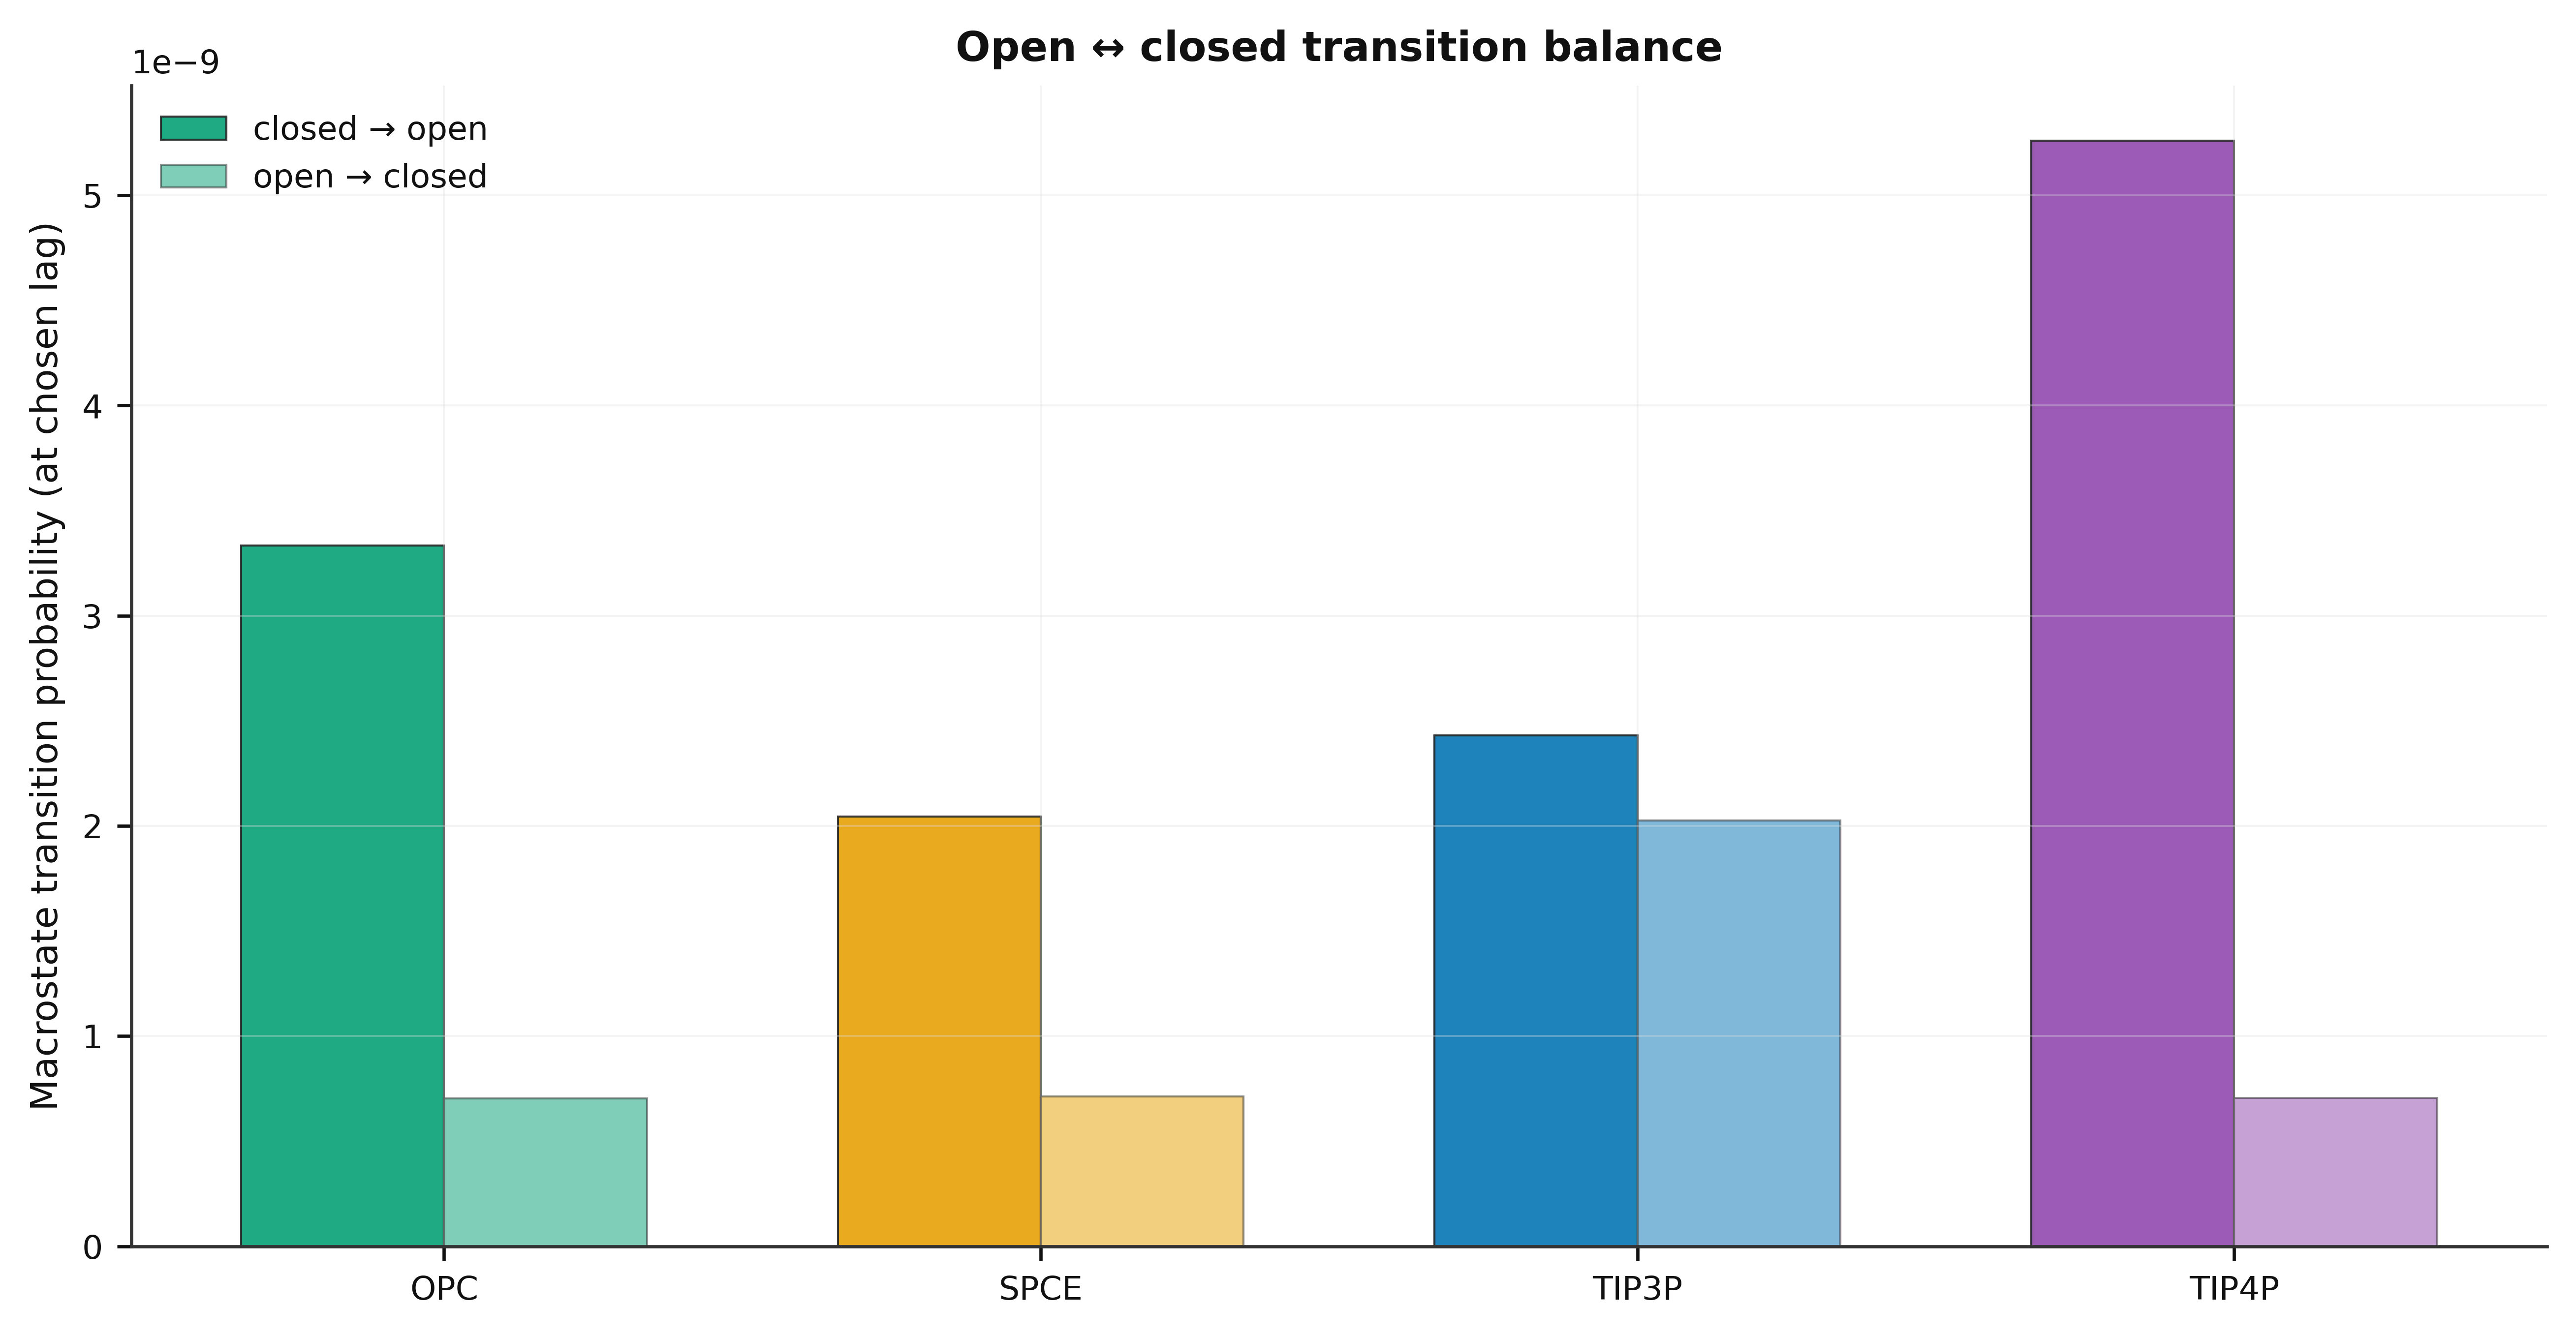 Open ↔ closed transition balance
1e−9
closed → open
open → closed
Macrostate transition probability (at chosen lag)
5
4
3
2
1
0
OPC
SPCE
TIP3P
TIP4P